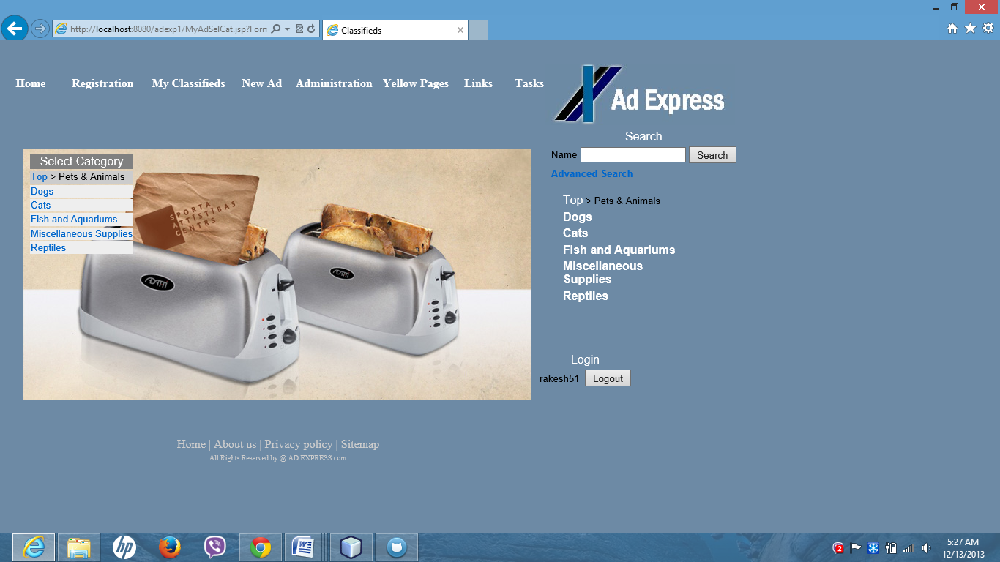 http://localhost:8080/adexp1/MyAdSelCat.jsp?Form
Classifieds
Home Registration My Classifieds New Ad Administration Yellow Pages Links Tasks
Ad Express
Search
Name Search
Advanced Search
Select Category
Top > Pets & Animals
Dogs
Cats
Fish and Aquariums
Miscellaneous Supplies
Reptiles
SPORTA
ATTĪSTĪBAS
CENTRS
Top > Pets & Animals
Dogs
Cats
Fish and Aquariums
Miscellaneous
Supplies
Reptiles
Login
rakesh51 Logout
Home | About us | Privacy policy | Sitemap
All Rights Reserved by @ AD EXPRESS.com
hp
2
5:27 AM
12/13/2013